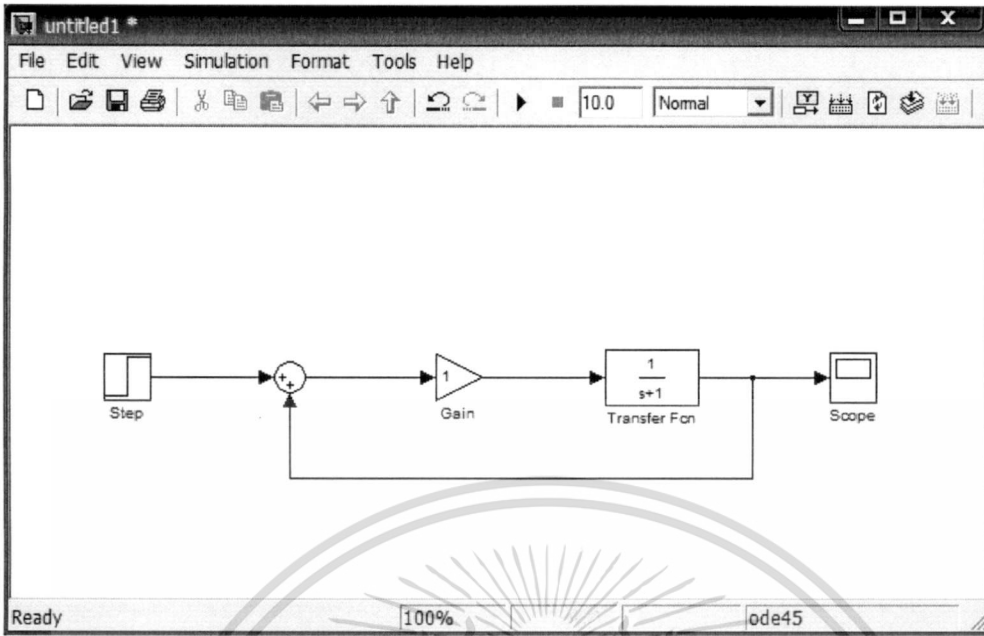 untitled1 *
File Edit View Simulation Format Tools Help
10.0 Normal
1
1
s+1
Step
Gain
Transfer Fcn
Scope
Ready 100% ode45